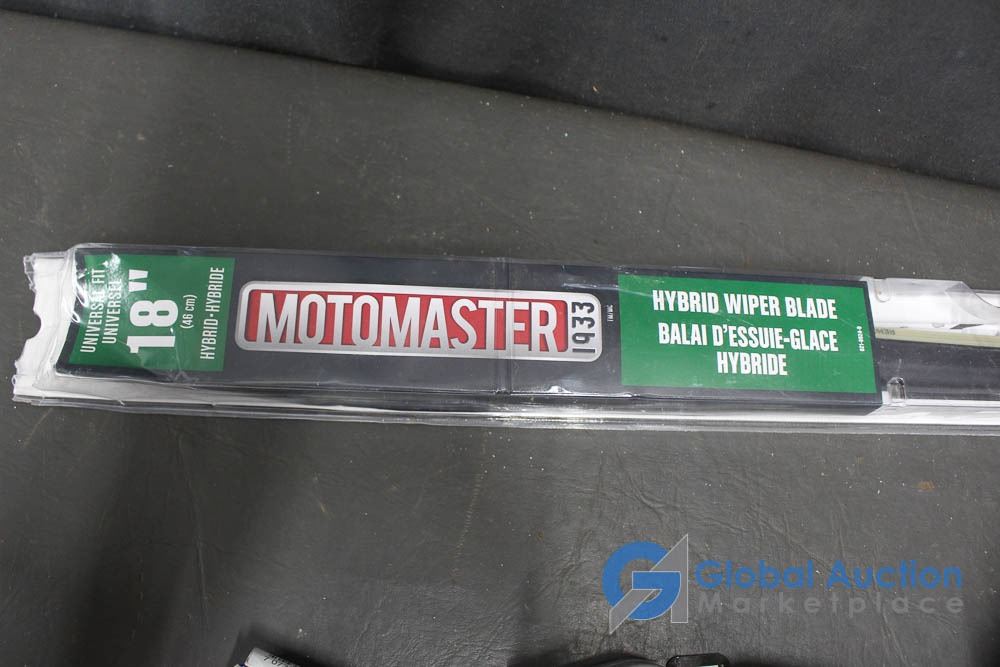 UNIVERSAL FIT
UNIVERSEL
18"
(46 cm)
HYBRID•HYBRIDE
MOTOMASTER
1933
HYBRID WIPER BLADE
BALAI D'ESSUIE-GLACE
HYBRIDE
Global Auction
Marketplace